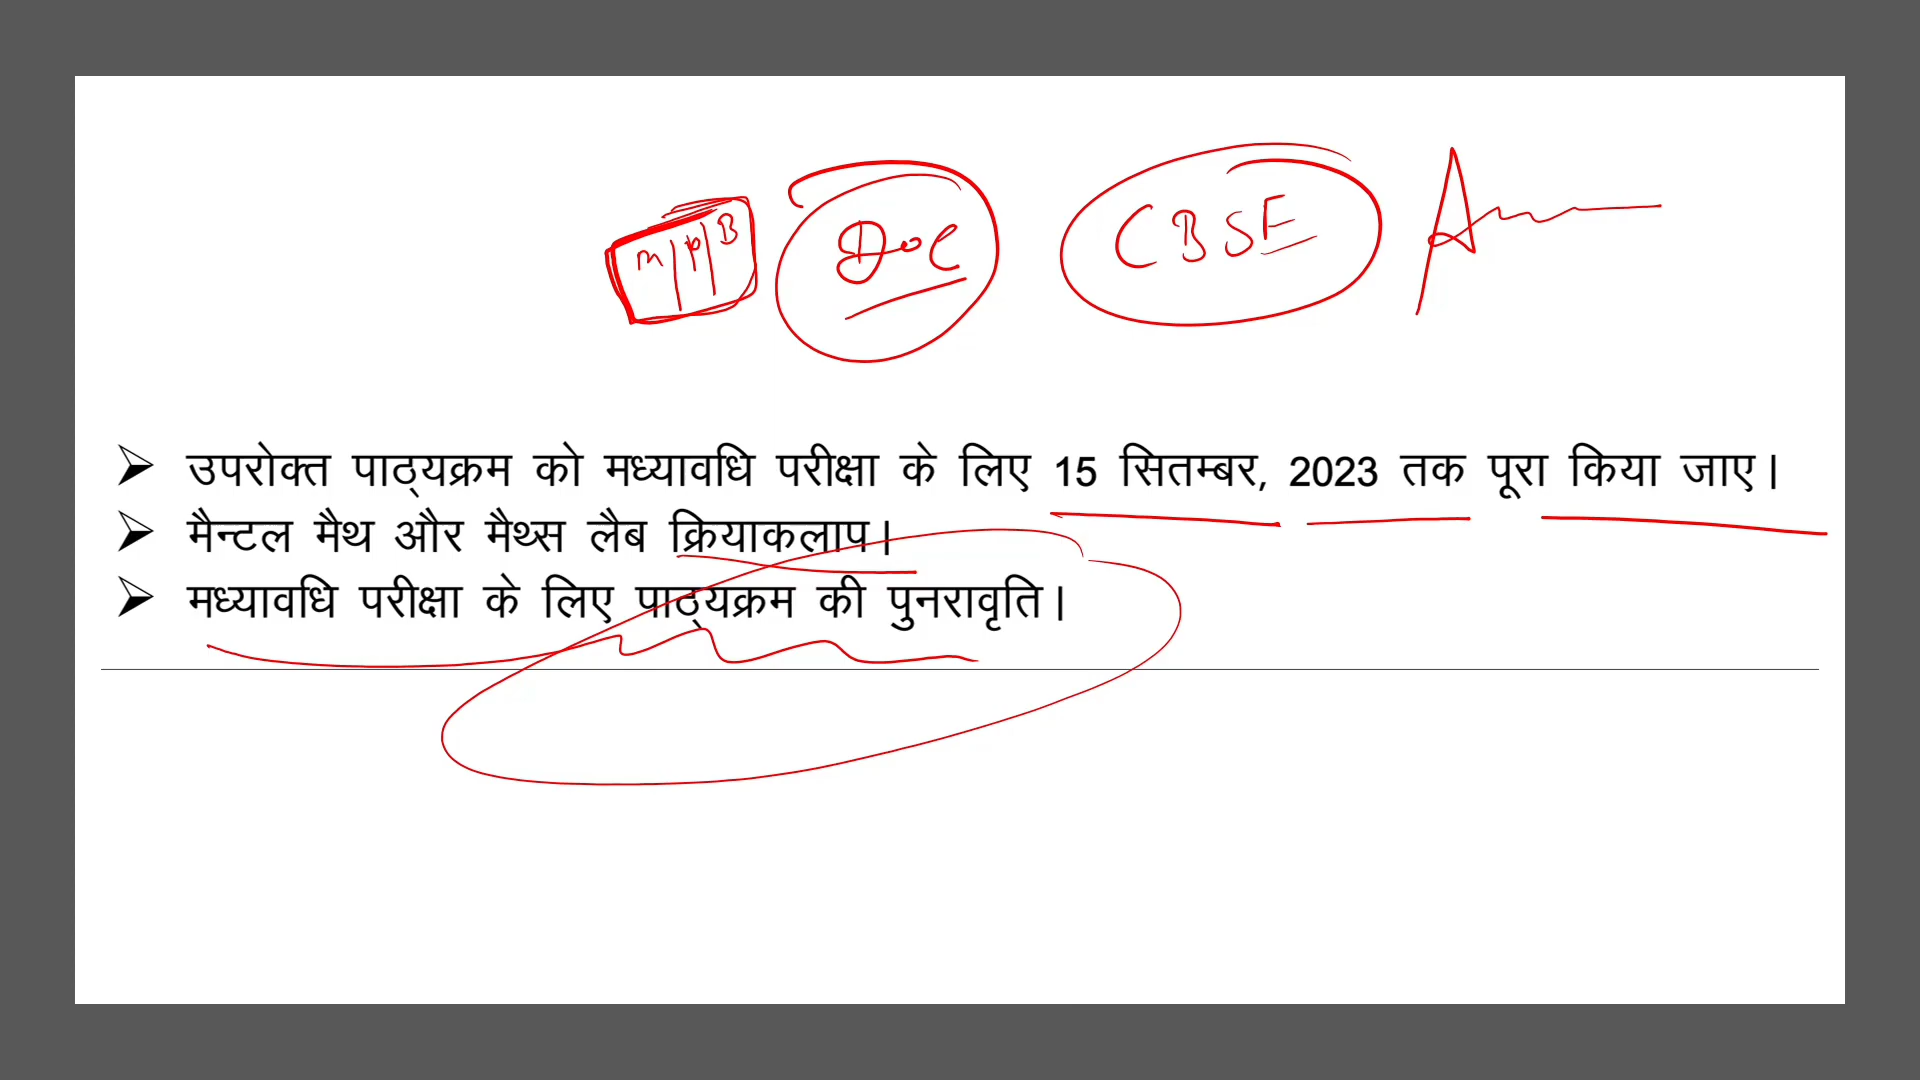 m p B DOE CBSE
➢ उपरोक्त पाठ्यक्रम को मध्यावधि परीक्षा के लिए 15 सितम्बर, 2023 तक पूरा किया जाए।
➢ मैन्टल मैथ और मैथ्स लैब क्रियाकलाप।
➢ मध्यावधि परीक्षा के लिए पाठ्यक्रम की पुनरावृति।